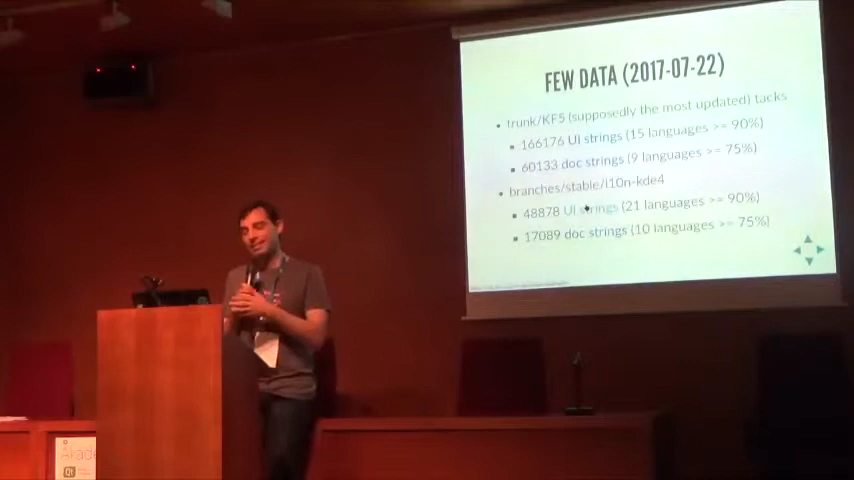 FEW DATA (2017-07-22)
trunk/KF5 (supposedly the most updated) tacks
166176 UI strings (15 languages >= 90%)
60133 doc strings (9 languages >= 75%)
branches/stable/l10n-kde4
48878 UI strings (21 languages >= 90%)
17089 doc strings (10 languages >= 75%)
Akade
Qt